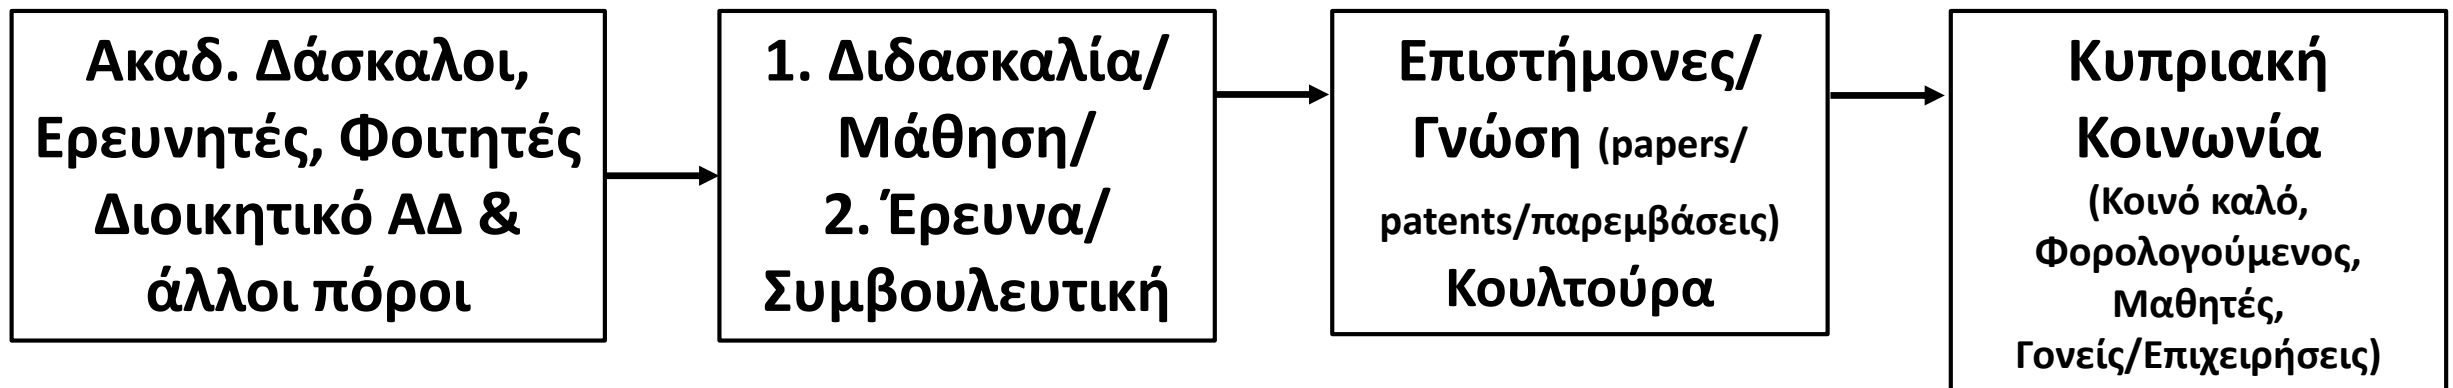 Ακαδ. Δάσκαλοι,
Ερευνητές, Φοιτητές
Διοικητικό ΑΔ &
άλλοι πόροι
1. Διδασκαλία/
Μάθηση/
2. Έρευνα/
Συμβουλευτική
Επιστήμονες/
Γνώση (papers/
patents/παρεμβάσεις)
Κουλτούρα
Κυπριακή
Κοινωνία
(Κοινό καλό,
Φορολογούμενος,
Μαθητές,
Γονείς/Επιχειρήσεις)